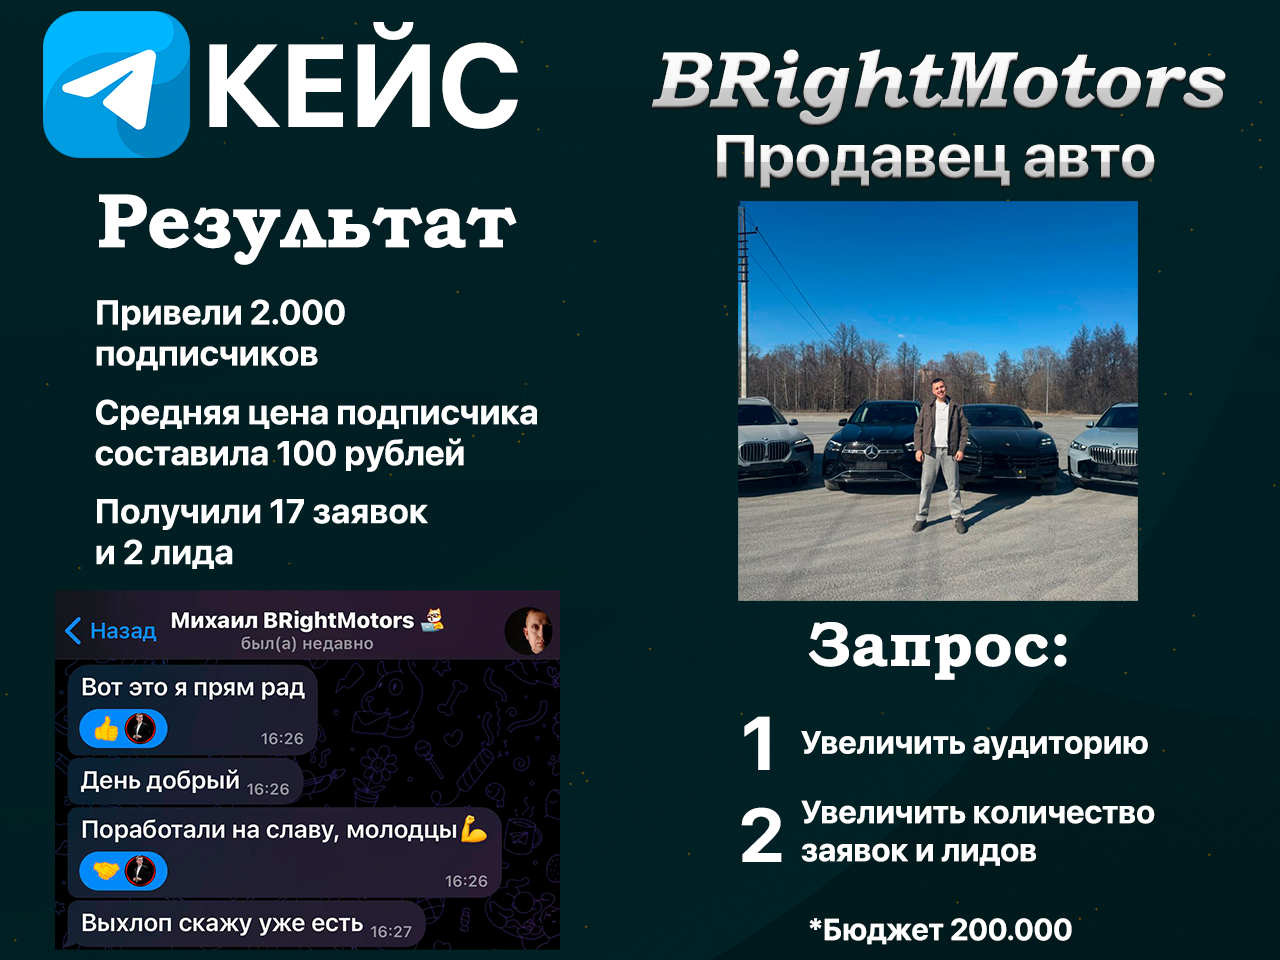 КЕЙС
Результат
Привели 2.000
подписчиков
Средняя цена подписчика
составила 100 рублей
Получили 17 заявок
и 2 лида
Назад
Михаил BRightMotors
был(а) недавно
Вот это я прям рад
16:26
День добрый 16:26
Поработали на славу, молодцы
16:26
Выхлоп скажу уже есть 16:27
BRightMotors
Продавец авто
Запрос:
1 Увеличить аудиторию
2 Увеличить количество
заявок и лидов
*Бюджет 200.000